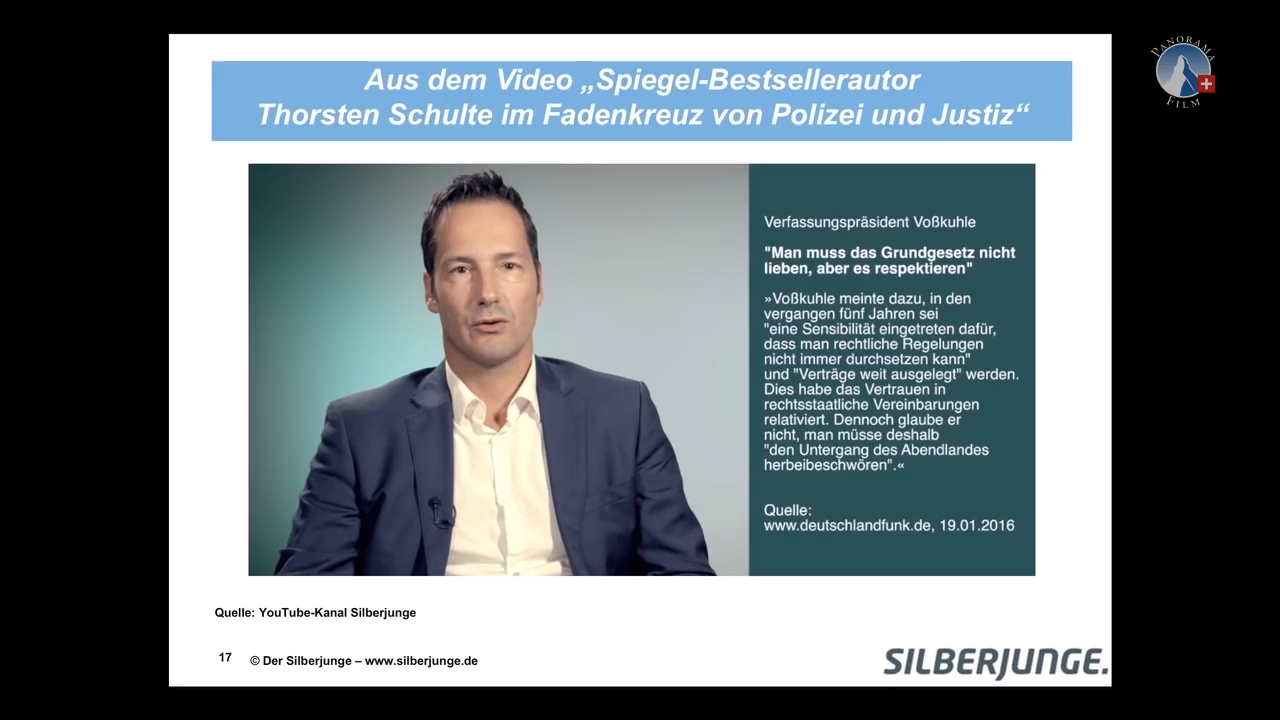 Aus dem Video „Spiegel-Bestsellerautor
Thorsten Schulte im Fadenkreuz von Polizei und Justiz“
PANORAMA
FILM
Verfassungspräsident Voßkuhle
"Man muss das Grundgesetz nicht
lieben, aber es respektieren"
»Voßkuhle meinte dazu, in den
vergangen fünf Jahren sei
"eine Sensibilität eingetreten dafür,
dass man rechtliche Regelungen
nicht immer durchsetzen kann"
und "Verträge weit ausgelegt" werden.
Dies habe das Vertrauen in
rechtsstaatliche Vereinbarungen
relativiert. Dennoch glaube er
nicht, man müsse deshalb
"den Untergang des Abendlandes
herbeibeschwören".«
Quelle:
www.deutschlandfunk.de, 19.01.2016
Quelle: YouTube-Kanal Silberjunge
17 © Der Silberjunge – www.silberjunge.de
SILBERJUNGE.